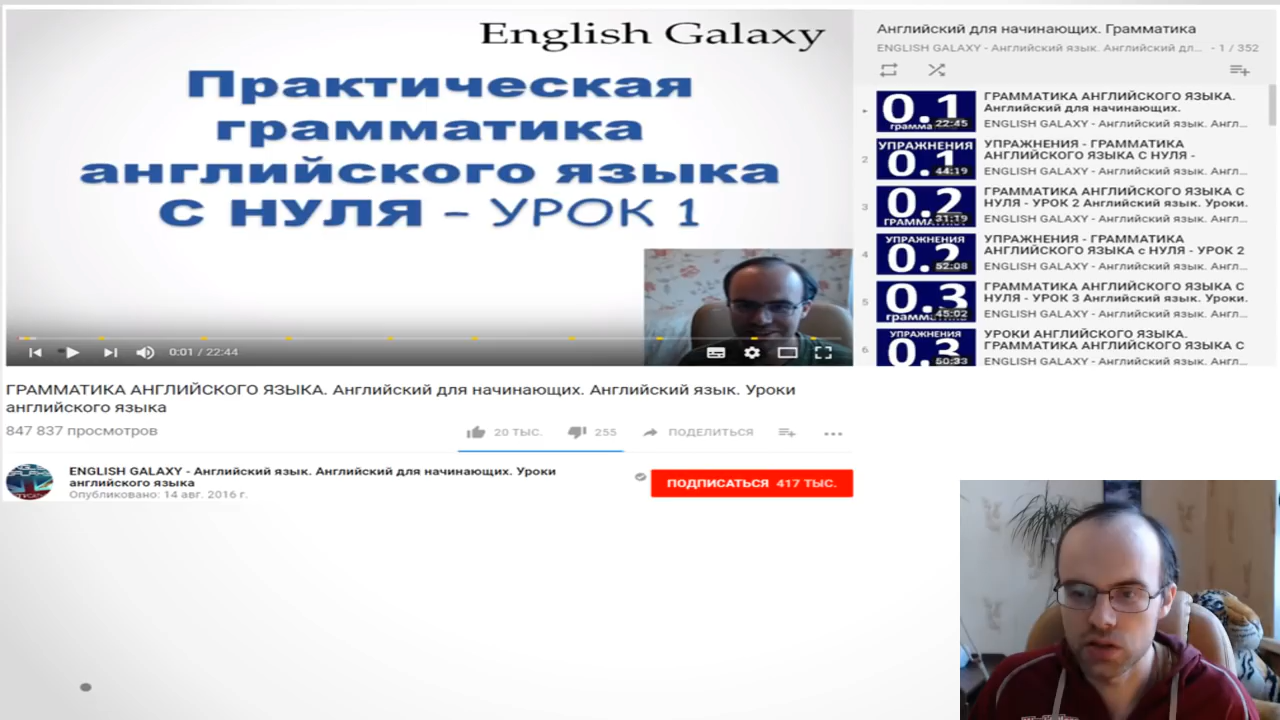 English Galaxy
Практическая
грамматика
английского языка
С НУЛЯ – УРОК 1
0:01 / 22:44
ГРАММАТИКА АНГЛИЙСКОГО ЯЗЫКА. Английский для начинающих. Английский язык. Уроки
английского языка
847 837 просмотров
20 ТЫС.
255
ПОДЕЛИТЬСЯ
ENGLISH GALAXY - Английский язык. Английский для начинающих. Уроки
английского языка
Опубликовано: 14 авг. 2016 г.
ПОДПИСАТЬСЯ 417 ТЫС.
Английский для начинающих. Грамматика
ENGLISH GALAXY - Английский язык. Английский дл... - 1 / 352
0.1
22:45
ГРАММАТИКА АНГЛИЙСКОГО ЯЗЫКА.
Английский для начинающих.
ENGLISH GALAXY - Английский язык. Англ...
2
УПРАЖНЕНИЯ
0.1
44:19
УПРАЖНЕНИЯ - ГРАММАТИКА
АНГЛИЙСКОГО ЯЗЫКА С НУЛЯ -
ENGLISH GALAXY - Английский язык. Англ...
3
0.2
31:19
ГРАММАТИКА АНГЛИЙСКОГО ЯЗЫКА С
НУЛЯ - УРОК 2 Английский язык. Уроки.
ENGLISH GALAXY - Английский язык. Англ...
4
УПРАЖНЕНИЯ
0.2
52:08
УПРАЖНЕНИЯ - ГРАММАТИКА
АНГЛИЙСКОГО ЯЗЫКА с НУЛЯ - УРОК 2
ENGLISH GALAXY - Английский язык. Англ...
5
0.3
45:02
ГРАММАТИКА АНГЛИЙСКОГО ЯЗЫКА С
НУЛЯ - УРОК 3 Английский язык. Уроки.
ENGLISH GALAXY - Английский язык. Англ...
6
УПРАЖНЕНИЯ
0.3
50:33
УРОКИ АНГЛИЙСКОГО ЯЗЫКА.
ГРАММАТИКА АНГЛИЙСКОГО ЯЗЫКА С
ENGLISH GALAXY - Английский язык. Англ...